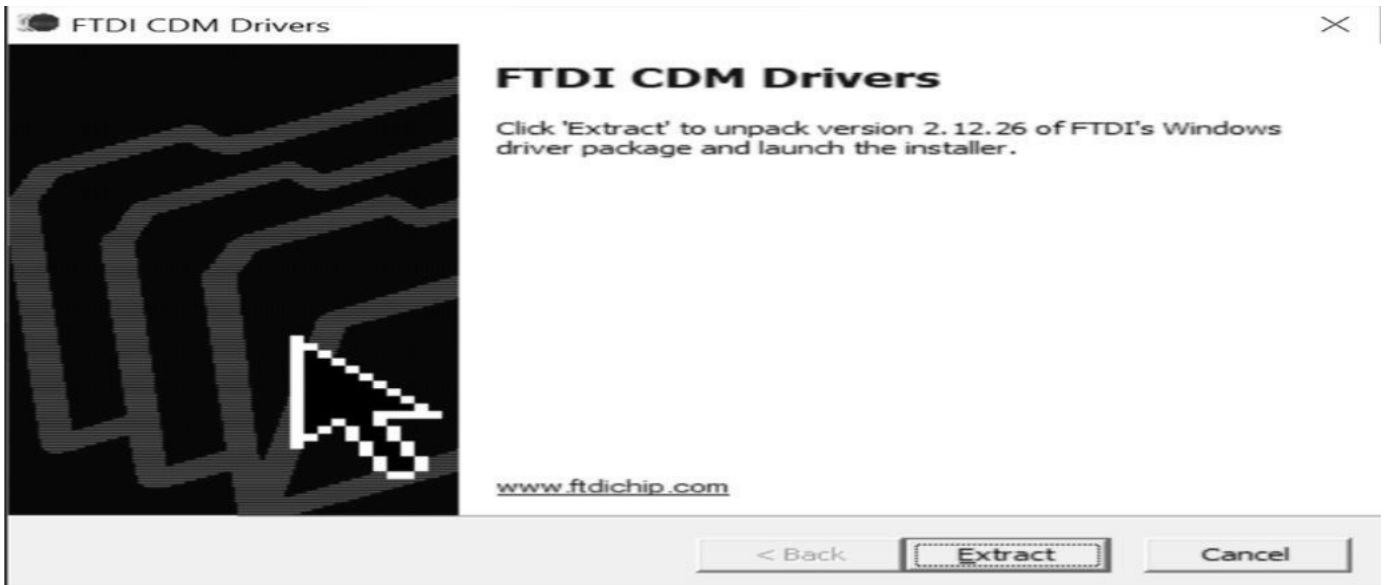 FTDI CDM Drivers
FTDI CDM Drivers
Click 'Extract' to unpack version 2.12.26 of FTDI's Windows
driver package and launch the installer.
www.ftdichip.com
< Back Extract Cancel